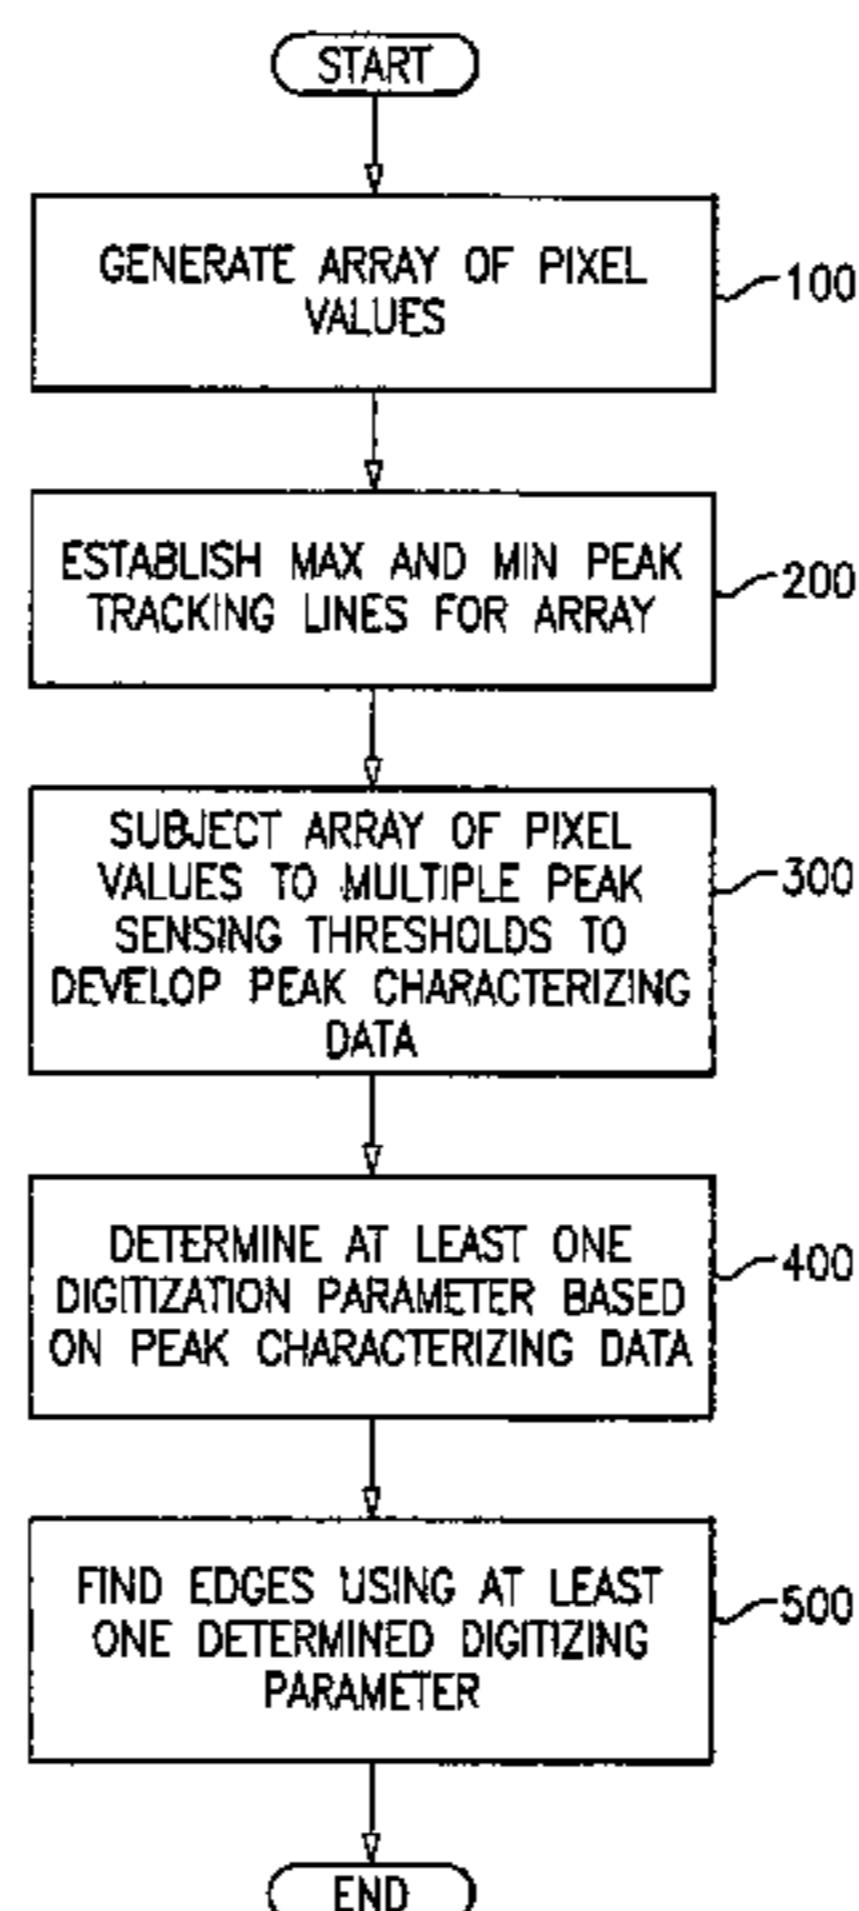 START
GENERATE ARRAY OF PIXEL
VALUES
100
ESTABLISH MAX AND MIN PEAK
TRACKING LINES FOR ARRAY
200
SUBJECT ARRAY OF PIXEL
VALUES TO MULTIPLE PEAK
SENSING THRESHOLDS TO
DEVELOP PEAK CHARACTERIZING
DATA
300
DETERMINE AT LEAST ONE
DIGITIZATION PARAMETER BASED
ON PEAK CHARACTERIZING DATA
400
FIND EDGES USING AT LEAST
ONE DETERMINED DIGITIZING
PARAMETER
500
END